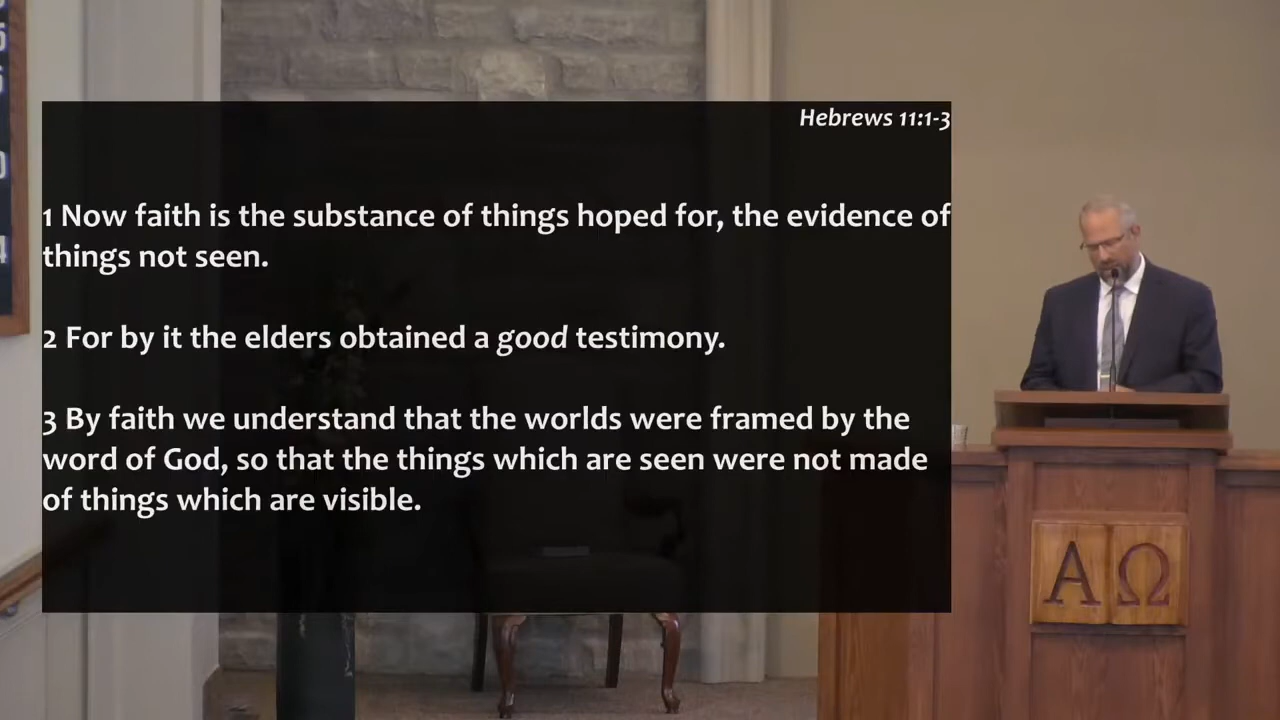 Hebrews 11:1-3
1 Now faith is the substance of things hoped for, the evidence of
things not seen.
2 For by it the elders obtained a good testimony.
3 By faith we understand that the worlds were framed by the
word of God, so that the things which are seen were not made
of things which are visible.
Α Ω